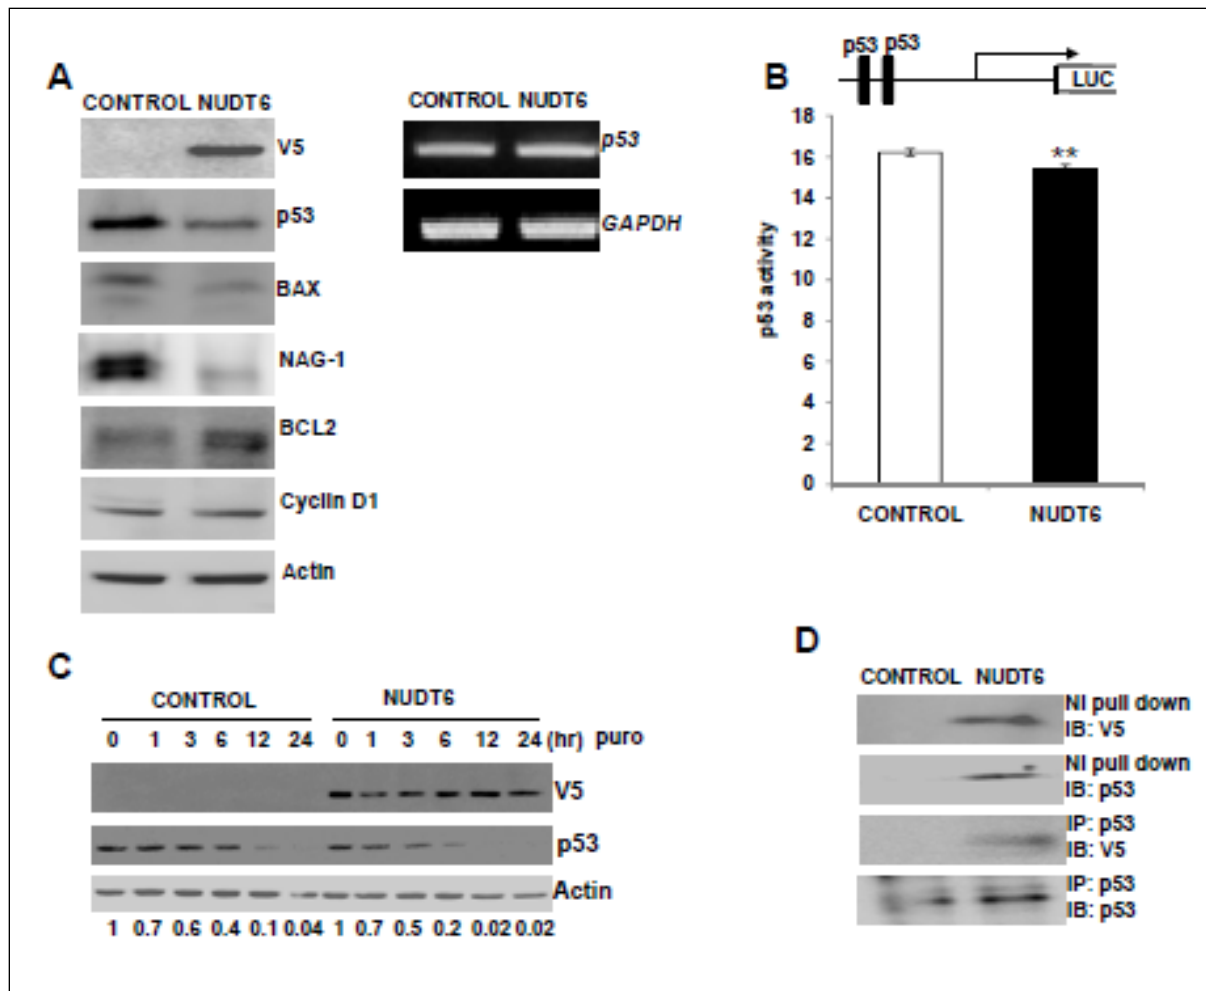 A
CONTROL NUDT6
V5
p53
BAX
NAG-1
BCL2
Cyclin D1
Actin
CONTROL NUDT6
p53
GAPDH
B
p53 p53
LUC
p53 activity
18
16
14
12
10
8
6
4
2
0
**
CONTROL NUDT6
C
CONTROL NUDT6
0 1 3 6 12 24 0 1 3 6 12 24 (hr) puro
V5
p53
Actin
1 0.7 0.6 0.4 0.1 0.04 1 0.7 0.5 0.2 0.02 0.02
D
CONTROL NUDT6
NI pull down
IB: V5
NI pull down
IB: p53
IP: p53
IB: V5
IP: p53
IB: p53